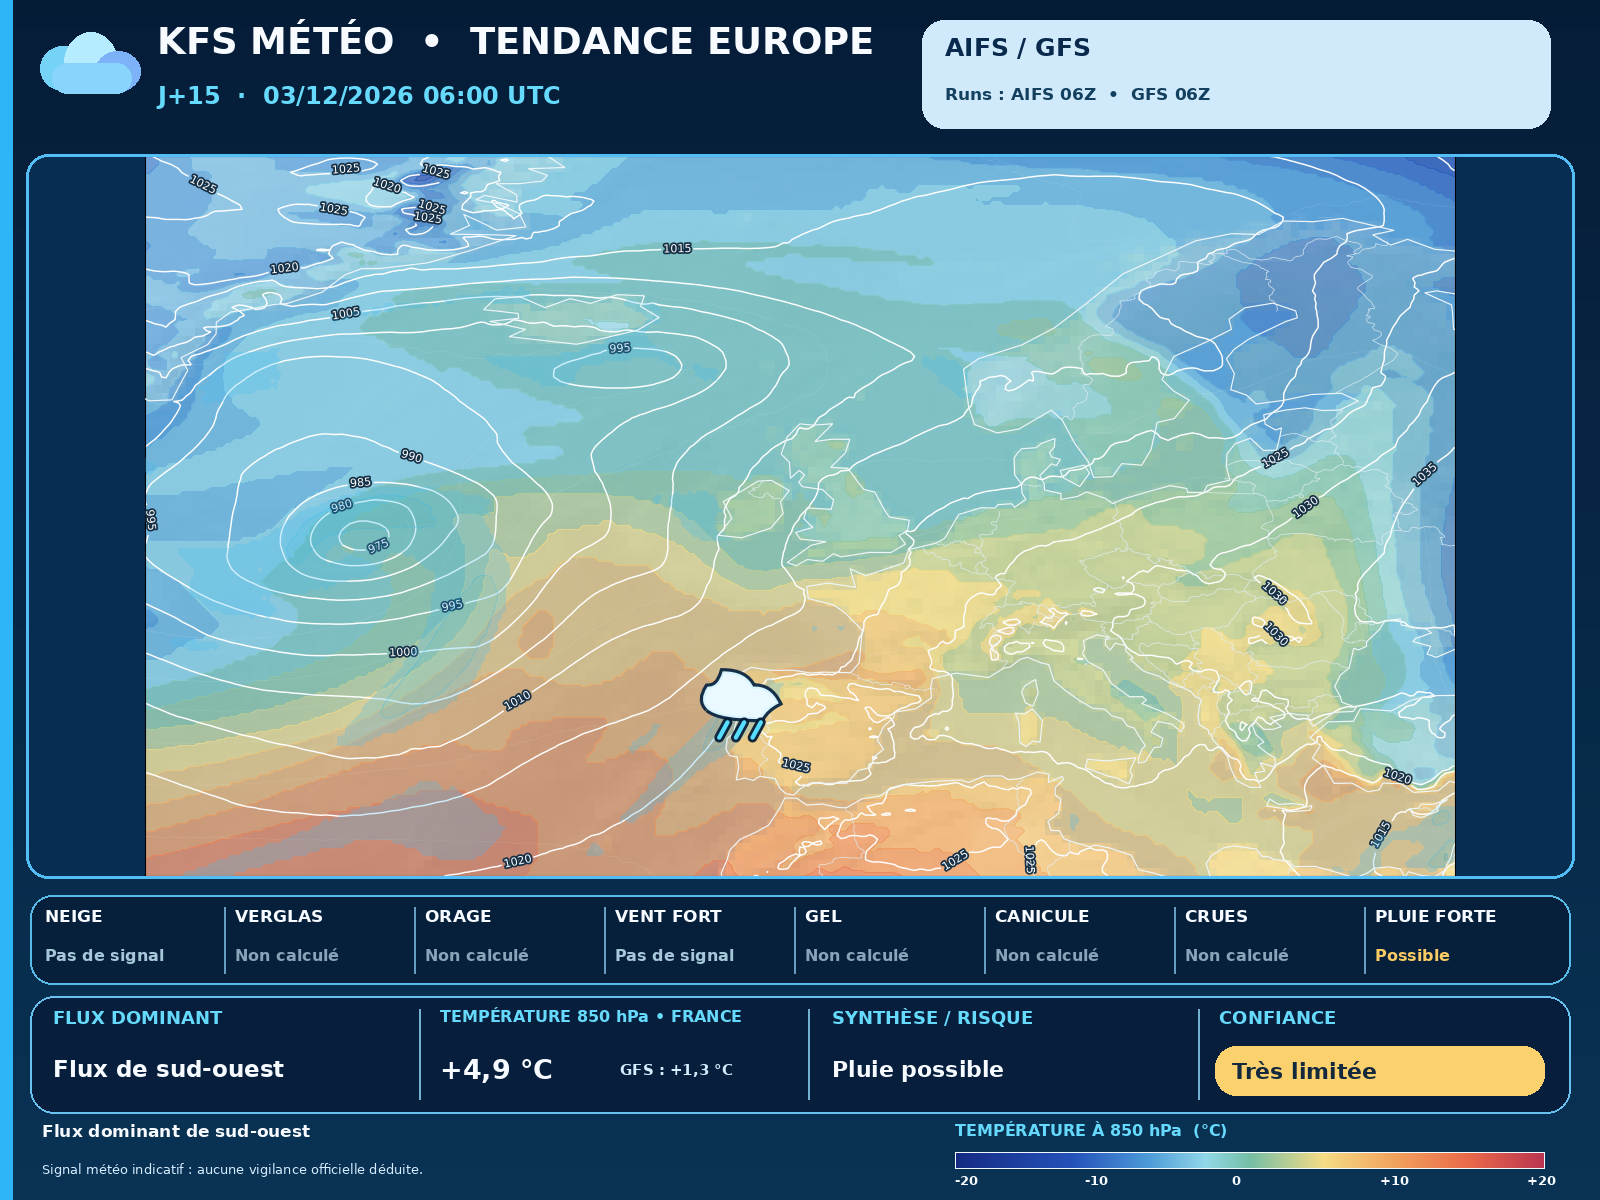 KFS MÉTÉO • TENDANCE EUROPE
J+15 · 03/12/2026 06:00 UTC
AIFS / GFS
Runs : AIFS 06Z • GFS 06Z
1025
1025
1020
1025
1025
1025
1025
1020
1015
1005
995
990
985
980
975
995
995
1000
1010
1020
1025
1025
1025
1025
1030
1035
1030
1030
1020
1015
NEIGE
Pas de signal
VERGLAS
Non calculé
ORAGE
Non calculé
VENT FORT
Pas de signal
GEL
Non calculé
CANICULE
Non calculé
CRUES
Non calculé
PLUIE FORTE
Possible
FLUX DOMINANT
Flux de sud-ouest
TEMPÉRATURE 850 hPa • FRANCE
+4,9 °C GFS : +1,3 °C
SYNTHÈSE / RISQUE
Pluie possible
CONFIANCE
Très limitée
Flux dominant de sud-ouest
Signal météo indicatif : aucune vigilance officielle déduite.
TEMPÉRATURE À 850 hPa (°C)
-20 -10 0 +10 +20